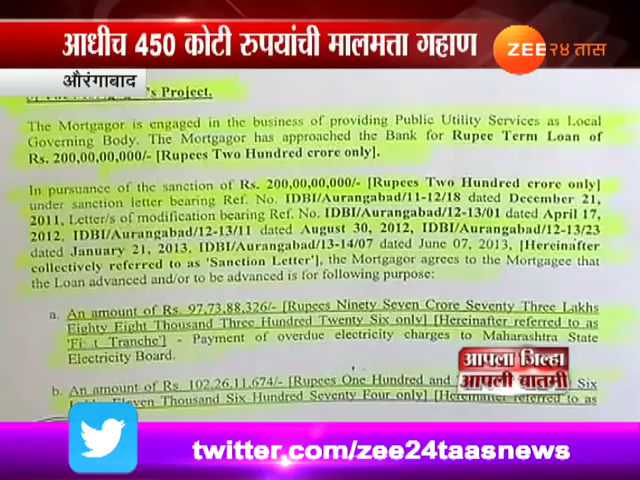 आधीच 450 कोटी रुपयांची मालमत्ता गहाण
ZEE २४ तास
औरंगाबाद
's Project.
The Mortgagor is engaged in the business of providing Public Utility Services as Local
Governing Body. The Mortgagor has approached the Bank for Rupee Term Loan of
Rs. 200,00,00,000/- [Rupees Two Hundred crore only].
In pursuance of the sanction of Rs. 200,00,00,000/- [Rupees Two Hundred crore only]
under sanction letter bearing Ref. No. IDBI/Aurangabad/11-12/18 dated December 21,
2011, Letter/s of modification bearing Ref. No. IDBI/Aurangabad/12-13/01 dated April 17,
2012, IDBI/Aurangabad/12-13/11 dated August 30, 2012, IDBI/Aurangabad/12-13/23
dated January 21, 2013, IDBI/Aurangabad/13-14/07 dated June 07, 2013, [Hereinafter
collectively referred to as 'Sanction Letter'], the Mortgagor agrees to the Mortgagee that
the Loan advanced and/or to be advanced is for following purpose:
a. An amount of Rs. 97,73,88,326/- [Rupees Ninety Seven Crore Seventy Three Lakhs
Eighty Eight Thousand Three Hundred Twenty Six only] [Hereinafter referred to as
'Fi t Tranche'] - Payment of overdue electricity charges to Maharashtra State
Electricity Board.
b. An amount of Rs. 102,26,11,674/- [Rupees One Hundred and Six
Eleven Thousand Six Hundred Seventy Four only] [Hereinafter referred to as
आपला जिल्हा
आपली बातमी
twitter.com/zee24taasnews